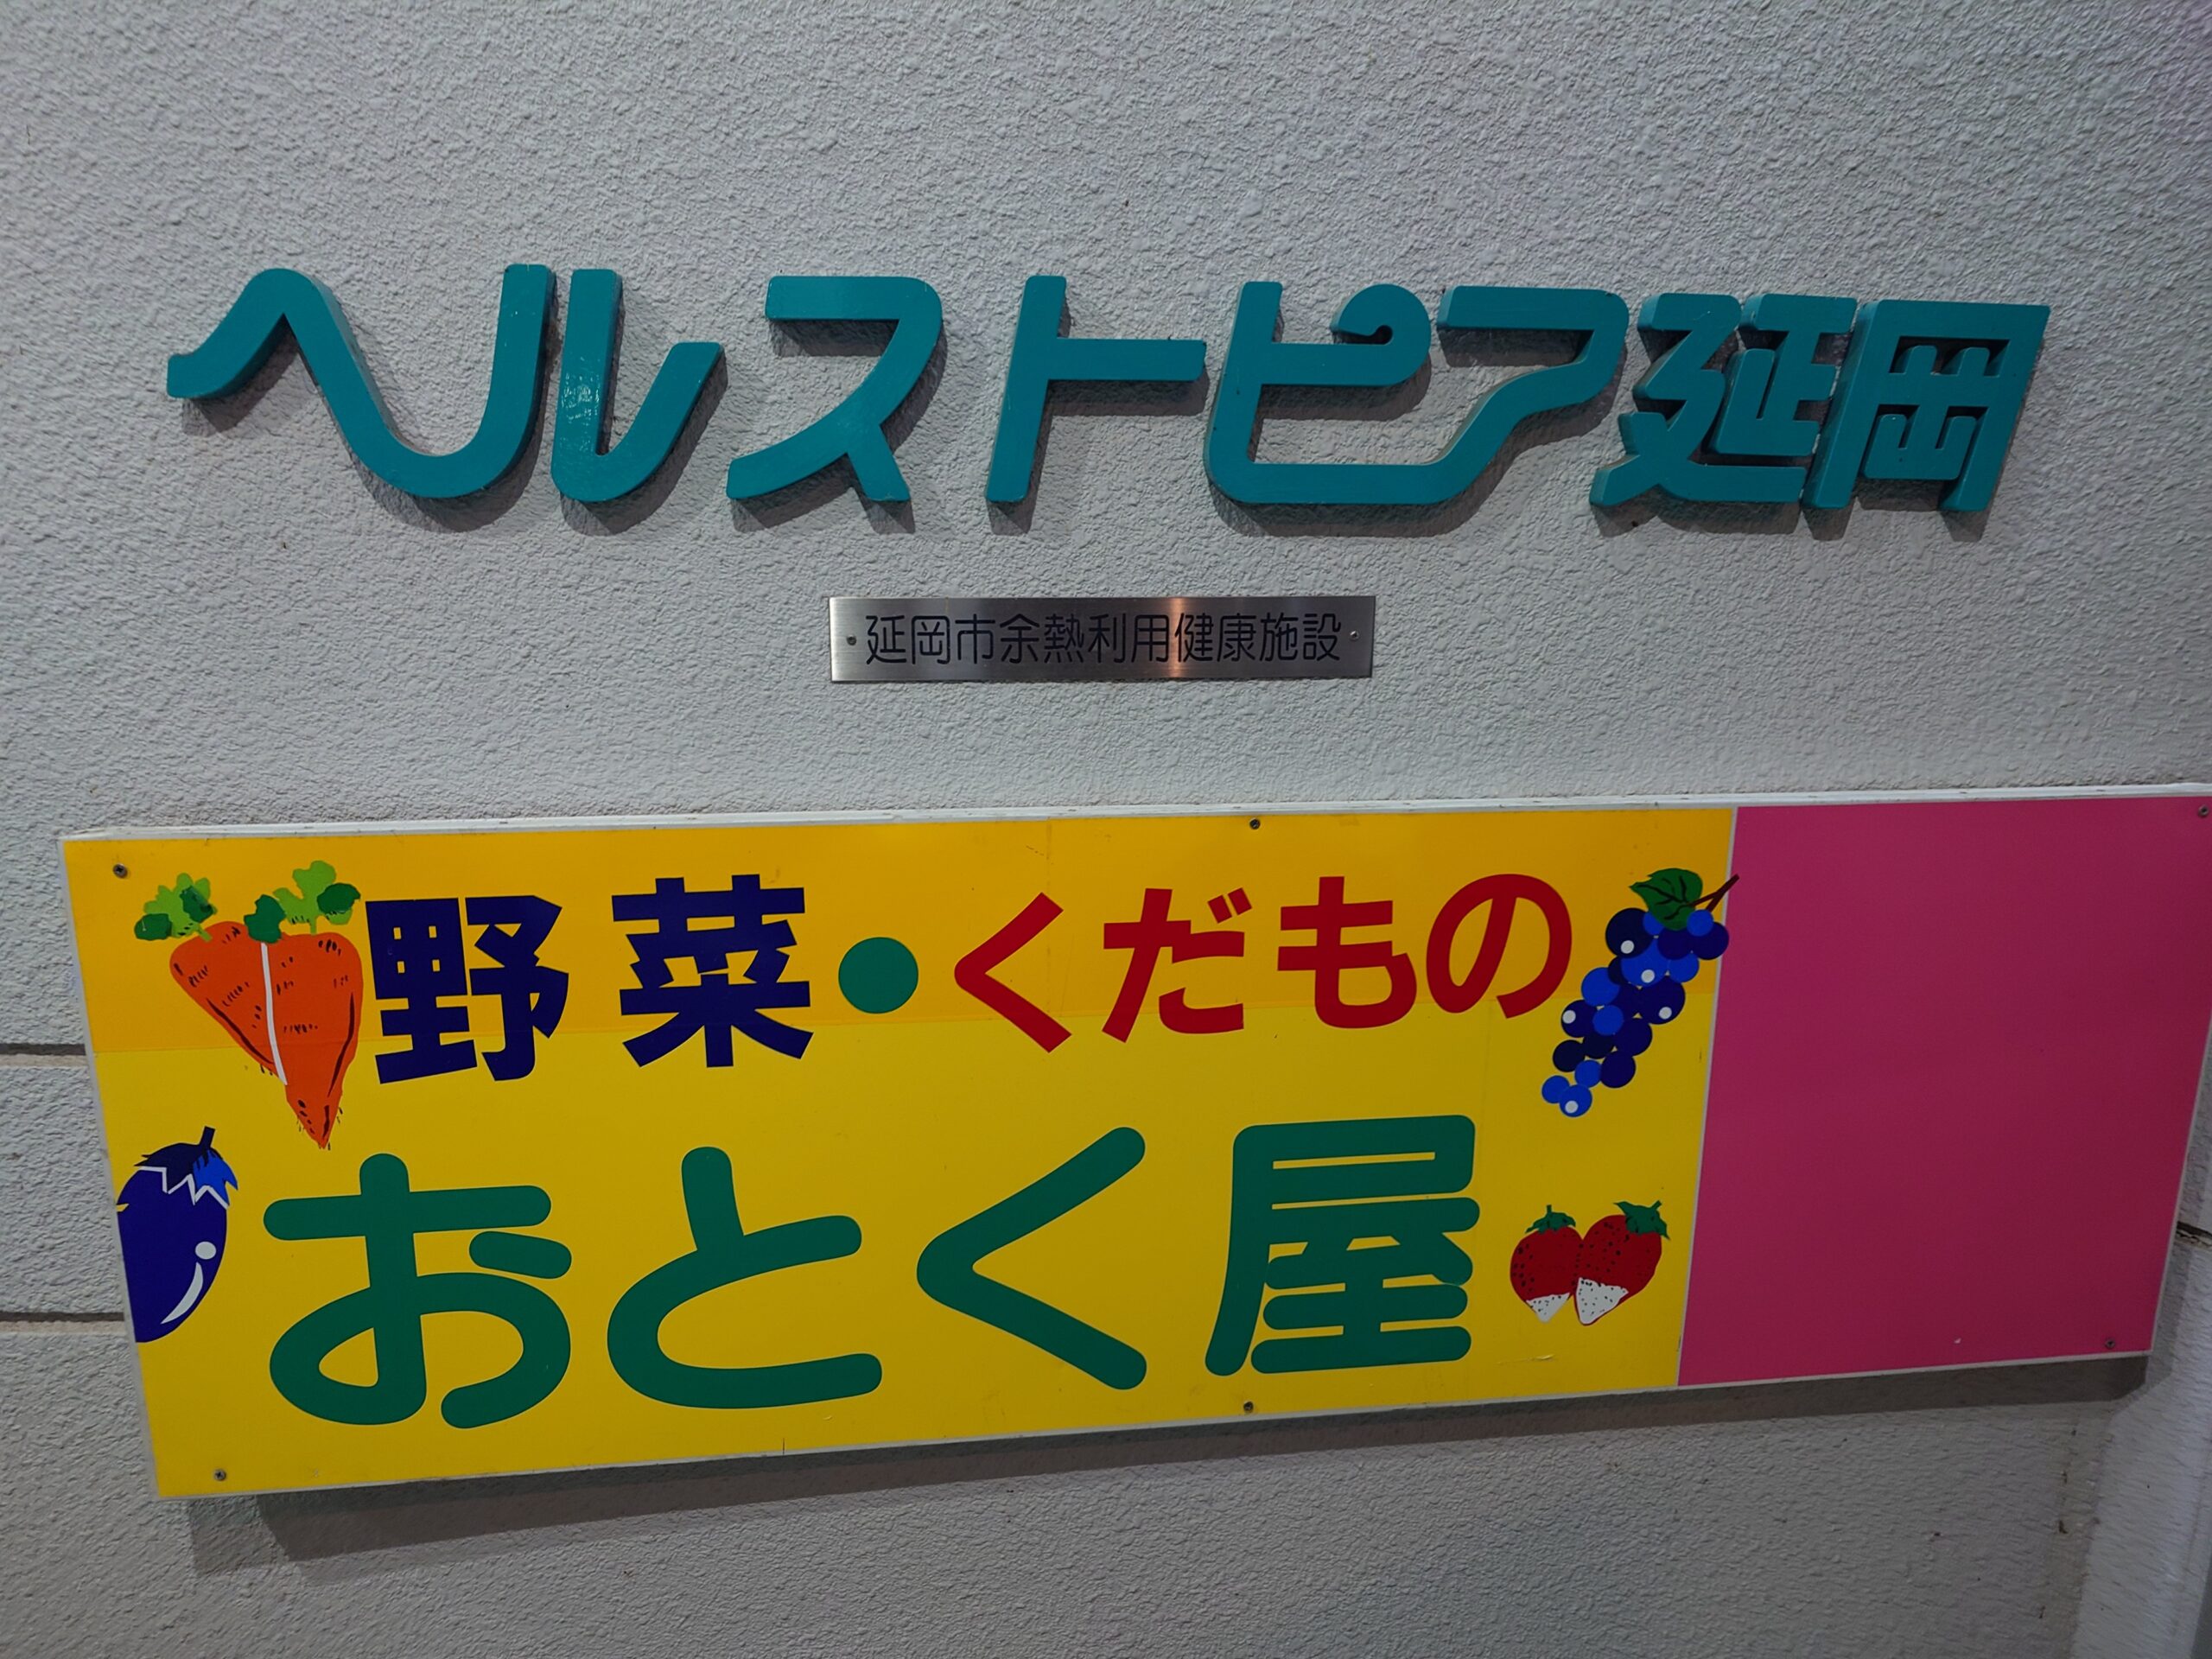 ヘルストピア延岡
延岡市余熱利用健康施設
野菜・くだもの
おとく屋